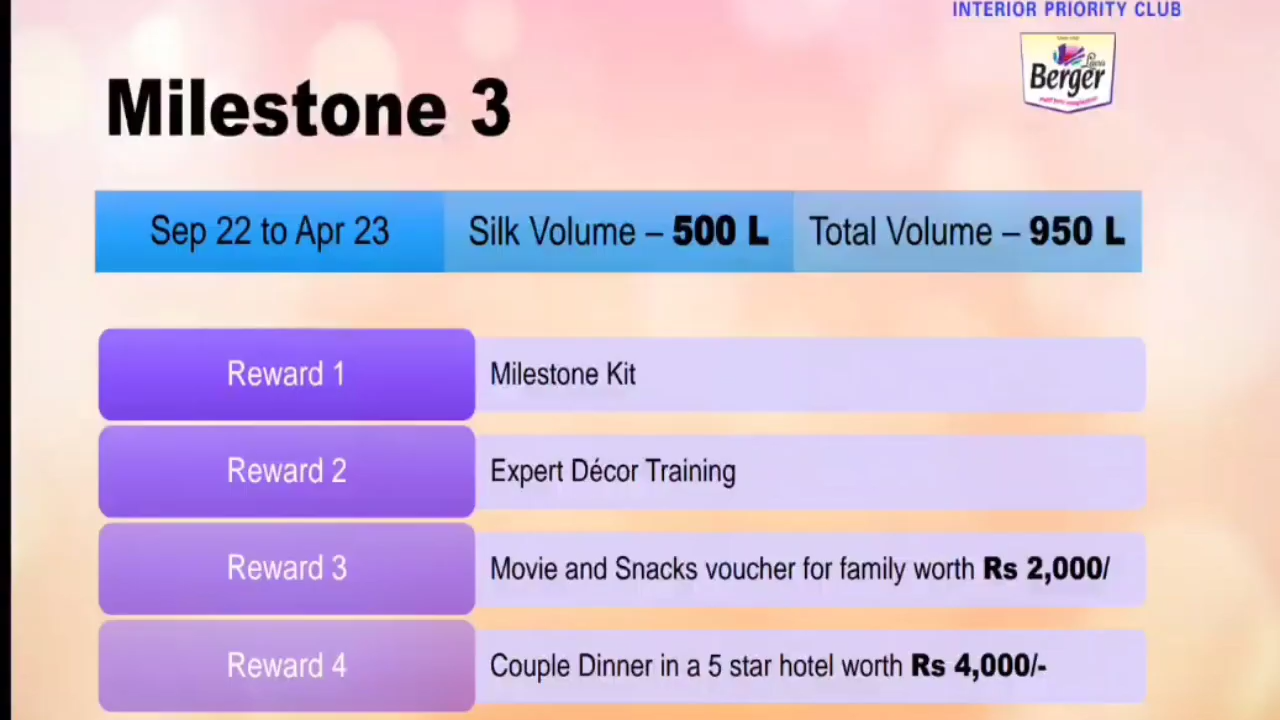 INTERIOR PRIORITY CLUB
Berger
Milestone 3
Sep 22 to Apr 23 Silk Volume – 500 L Total Volume – 950 L
Reward 1 Milestone Kit
Reward 2 Expert Décor Training
Reward 3 Movie and Snacks voucher for family worth Rs 2,000/
Reward 4 Couple Dinner in a 5 star hotel worth Rs 4,000/-